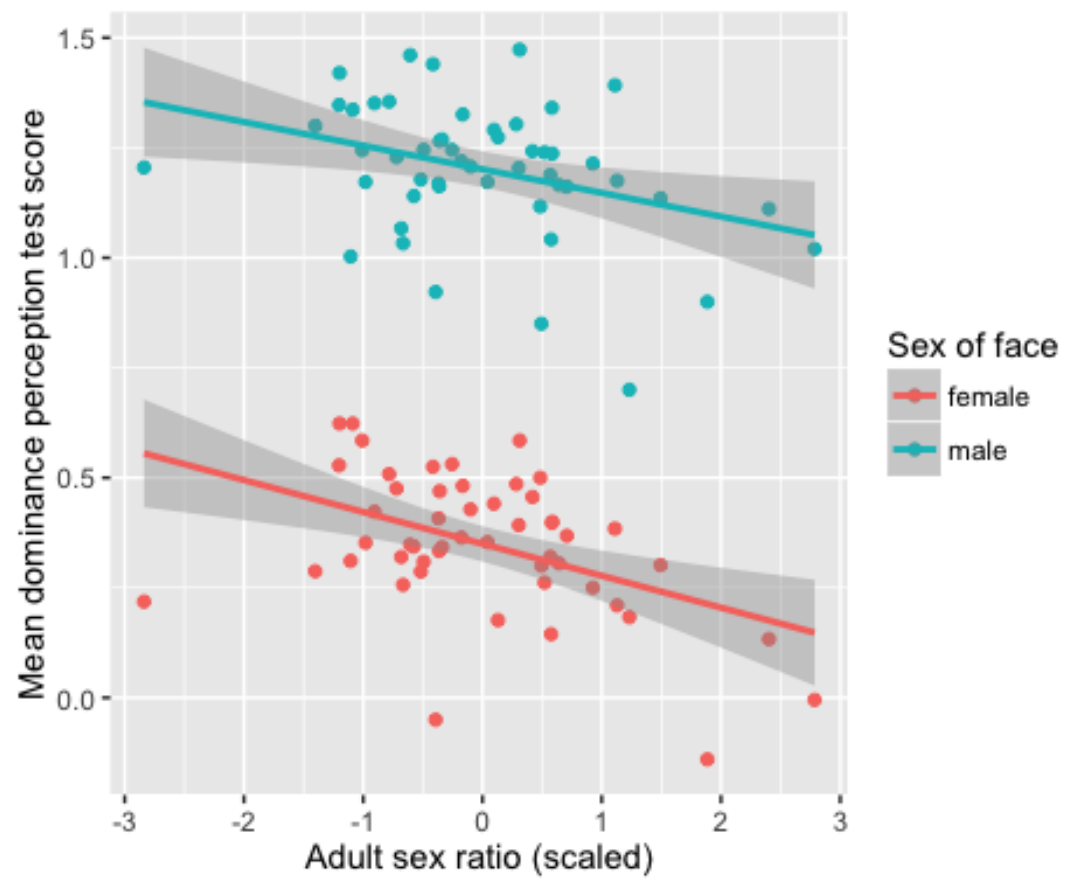 1.5
1.0
0.5
0.0
Mean dominance perception test score
-3 -2 -1 0 1 2 3
Adult sex ratio (scaled)
Sex of face
female
male